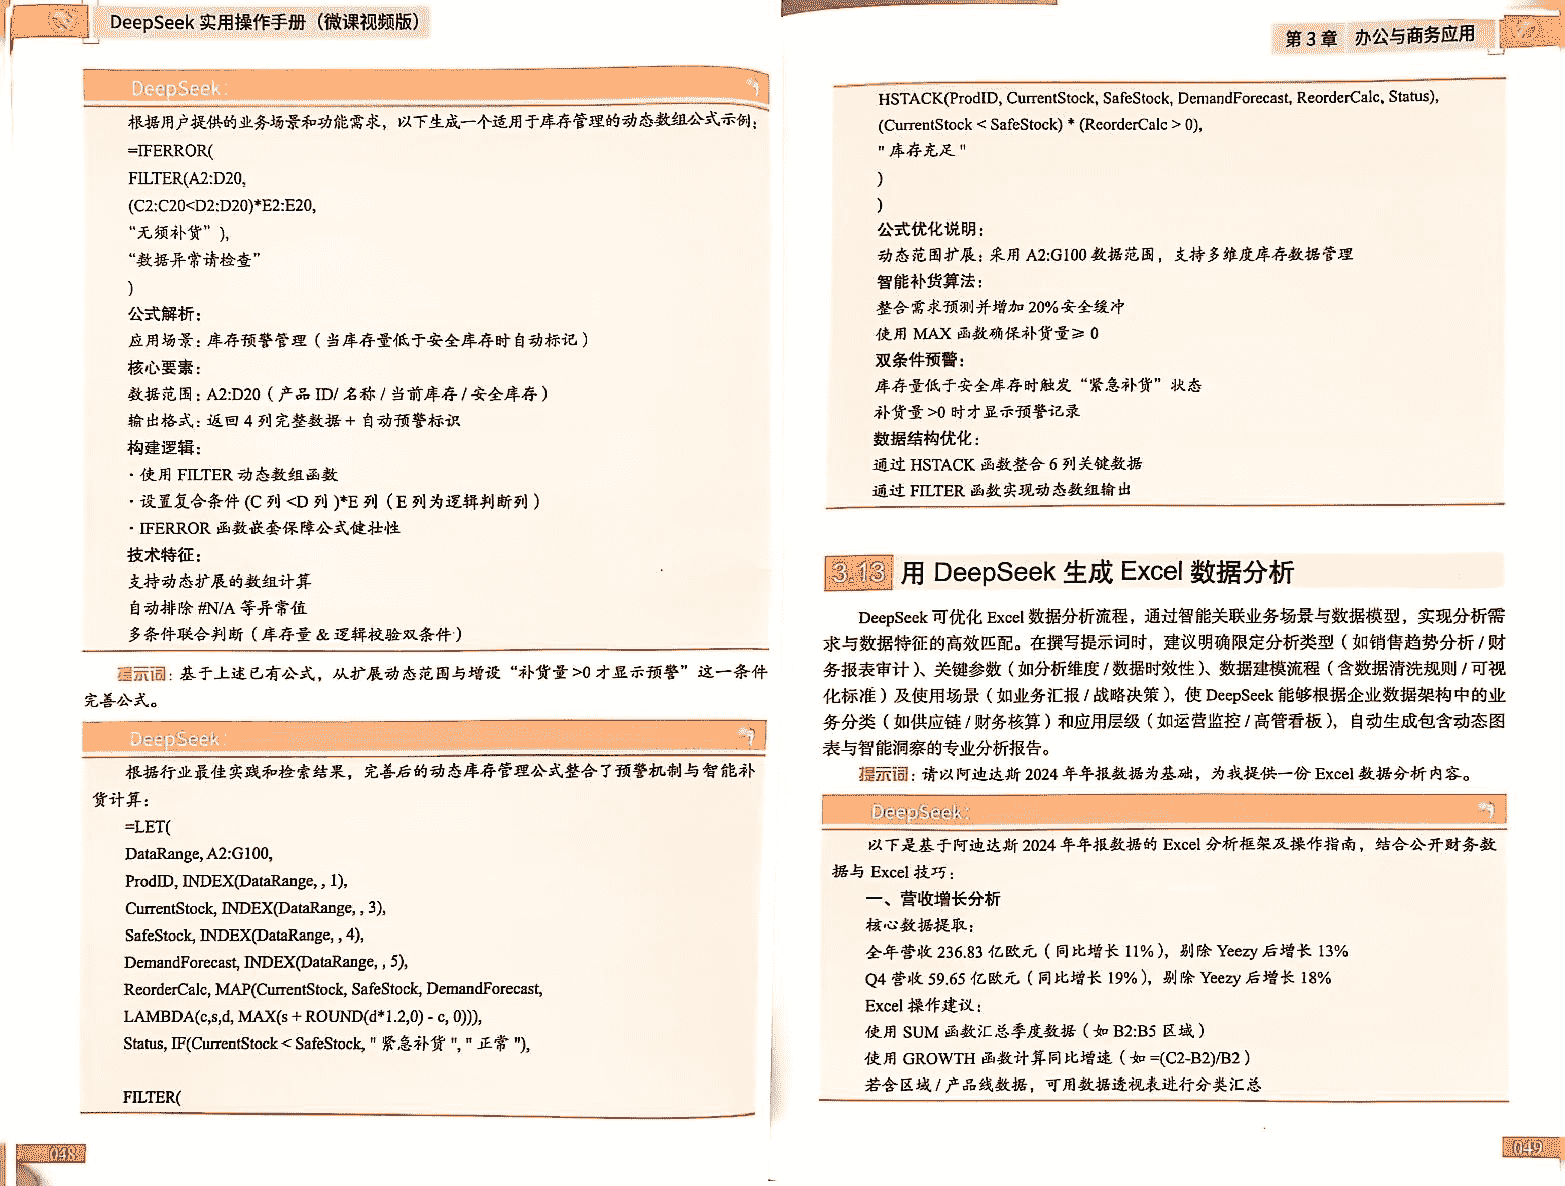 DeepSeek 实用操作手册（微课视频版）
DeepSeek：
根据用户提供的业务场景和功能需求，以下生成一个适用于库存管理的动态数组公式示例：
=IFERROR(
FILTER(A2:D20,
(C2:C20<D2:D20)*E2:E20,
“无须补货”),
“数据异常请检查”
)
公式解析：
应用场景：库存预警管理（当库存量低于安全库存时自动标记）
核心要素：
数据范围：A2:D20（产品 ID/ 名称 / 当前库存 / 安全库存）
输出格式：返回 4 列完整数据 + 自动预警标识
构建逻辑：
· 使用 FILTER 动态数组函数
· 设置复合条件 (C 列 <D 列 )*E 列（E 列为逻辑判断列）
· IFERROR 函数嵌套保障公式健壮性
技术特征：
支持动态扩展的数组计算
自动排除 #N/A 等异常值
多条件联合判断（库存量 & 逻辑校验双条件）
提示词：基于上述已有公式，从扩展动态范围与增设“补货量 >0 才显示预警”这一条件
完善公式。
DeepSeek：
根据行业最佳实践和检索结果，完善后的动态库存管理公式整合了预警机制与智能补
货计算：
=LET(
DataRange, A2:G100,
ProdID, INDEX(DataRange, , 1),
CurrentStock, INDEX(DataRange, , 3),
SafeStock, INDEX(DataRange, , 4),
DemandForecast, INDEX(DataRange, , 5),
ReorderCalc, MAP(CurrentStock, SafeStock, DemandForecast,
LAMBDA(c,s,d, MAX(s + ROUND(d*1.2,0) - c, 0))),
Status, IF(CurrentStock < SafeStock, " 紧急补货 ", " 正常 "),
FILTER(
048
第 3 章 办公与商务应用
HSTACK(ProdID, CurrentStock, SafeStock, DemandForecast, ReorderCalc, Status),
(CurrentStock < SafeStock) * (ReorderCalc > 0),
" 库存充足 "
)
)
公式优化说明：
动态范围扩展：采用 A2:G100 数据范围，支持多维度库存数据管理
智能补货算法：
整合需求预测并增加 20% 安全缓冲
使用 MAX 函数确保补货量 ≥ 0
双条件预警：
库存量低于安全库存时触发“紧急补货”状态
补货量 >0 时才显示预警记录
数据结构优化：
通过 HSTACK 函数整合 6 列关键数据
通过 FILTER 函数实现动态数组输出
3.13 用 DeepSeek 生成 Excel 数据分析
DeepSeek 可优化 Excel 数据分析流程，通过智能关联业务场景与数据模型，实现分析需
求与数据特征的高效匹配。在撰写提示词时，建议明确限定分析类型（如销售趋势分析 / 财
务报表审计）、关键参数（如分析维度 / 数据时效性）、数据建模流程（含数据清洗规则 / 可视
化标准）及使用场景（如业务汇报 / 战略决策），使 DeepSeek 能够根据企业数据架构中的业
务分类（如供应链 / 财务核算）和应用层级（如运营监控 / 高管看板），自动生成包含动态图
表与智能洞察的专业分析报告。
提示词：请以阿迪达斯 2024 年年报数据为基础，为我提供一份 Excel 数据分析内容。
DeepSeek：
以下是基于阿迪达斯 2024 年年报数据的 Excel 分析框架及操作指南，结合公开财务数
据与 Excel 技巧：
一、营收增长分析
核心数据提取：
全年营收 236.83 亿欧元（同比增长 11%），剔除 Yeezy 后增长 13%
Q4 营收 59.65 亿欧元（同比增长 19%），剔除 Yeezy 后增长 18%
Excel 操作建议：
使用 SUM 函数汇总季度数据（如 B2:B5 区域）
使用 GROWTH 函数计算同比增速（如 =(C2-B2)/B2）
若含区域 / 产品线数据，可用数据透视表进行分类汇总
049